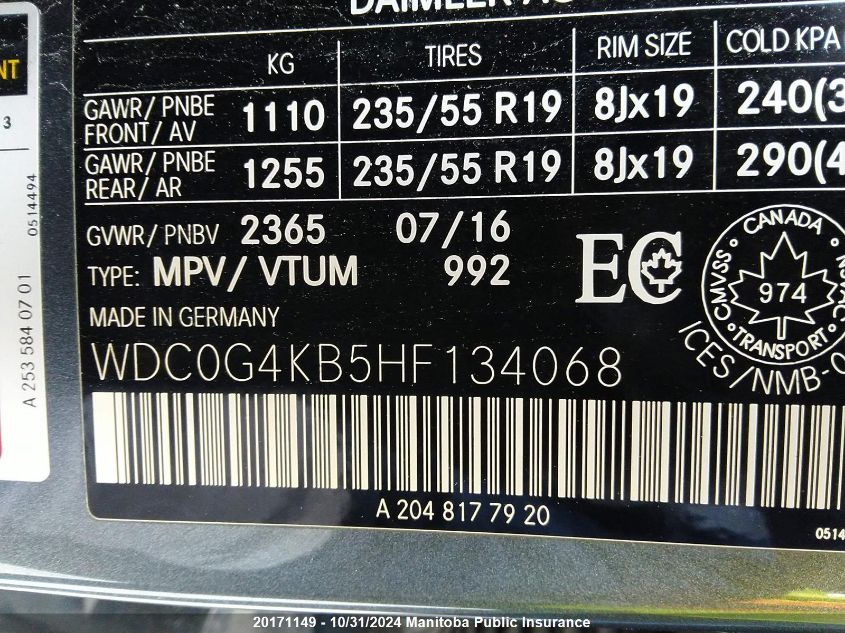 DAIMLER AG
KG TIRES RIM SIZE COLD KPA
GAWR/ PNBE FRONT/ AV 1110 235/55 R19 8Jx19 240(3
GAWR/ PNBE REAR/ AR 1255 235/55 R19 8Jx19 290(4
GVWR/ PNBV 2365 07/16
TYPE: MPV/ VTUM 992
EC
CANADA
CMVSS
974
TRANSPORT
ICES/NMB-0
MADE IN GERMANY
WDC0G4KB5HF134068
A 204 817 79 20
0514
NT
3
A 253 584 07 01
0514494
20171149 - 10/31/2024 Manitoba Public Insurance